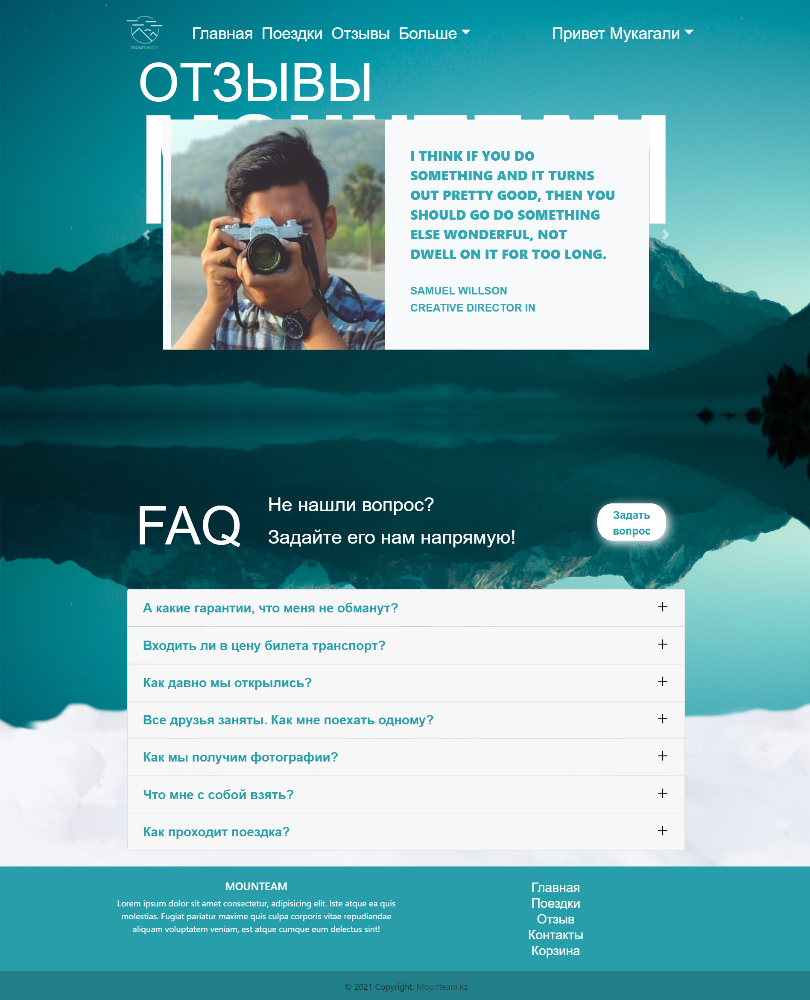 mounteam
Главная Поездки Отзывы Больше
Привет Мукагали
ОТЗЫВЫ
MOUNTEAM
Canon
I THINK IF YOU DO
SOMETHING AND IT TURNS
OUT PRETTY GOOD, THEN YOU
SHOULD GO DO SOMETHING
ELSE WONDERFUL, NOT
DWELL ON IT FOR TOO LONG.
SAMUEL WILLSON
CREATIVE DIRECTOR IN
FAQ
Не нашли вопрос?
Задайте его нам напрямую!
Задать
вопрос
А какие гарантии, что меня не обманут?
Входить ли в цену билета транспорт?
Как давно мы открылись?
Все друзья заняты. Как мне поехать одному?
Как мы получим фотографии?
Что мне с собой взять?
Как проходит поездка?
MOUNTEAM
Lorem ipsum dolor sit amet consectetur, adipisicing elit. Iste atque ea quis
molestias. Fugiat pariatur maxime quis culpa corporis vitae repudiandae
aliquam voluptatem veniam, est atque cumque eum delectus sint!
Главная
Поездки
Отзыв
Контакты
Корзина
© 2021 Copyright: Mounteam.kz